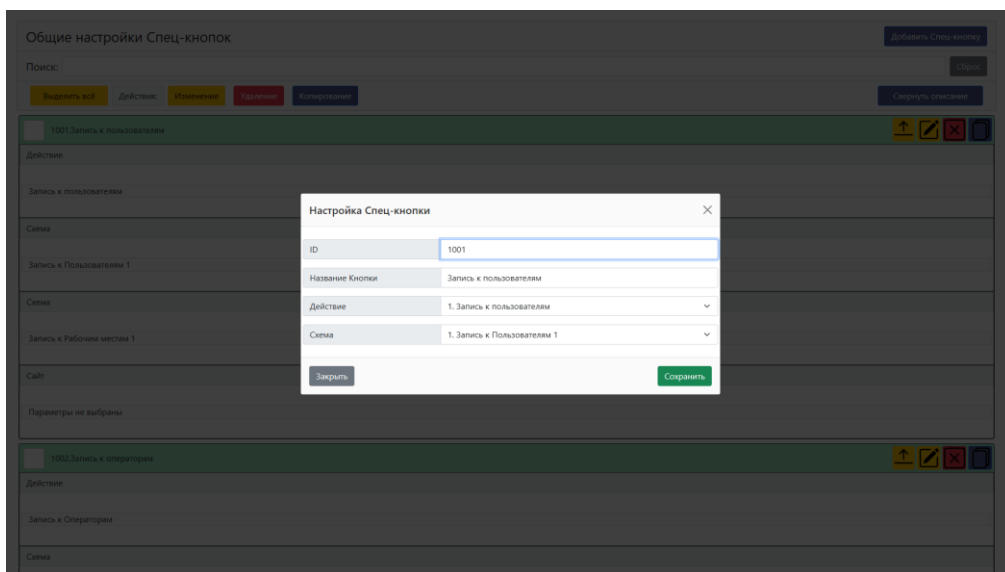 Общие настройки Спец-кнопок
Добавить Спец-кнопку
Поиск:
Сброс
Выделить всё
Действия:
Изменение
Удаление
Копирование
Свернуть описание
1001.Запись к пользователям
Действие
Запись к пользователям
Схема
Запись к Пользователям 1
Схема
Запись к Рабочим местам 1
Сайт
Параметры не выбраны
Настройка Спец-кнопки
ID
1001
Название Кнопки
Запись к пользователям
Действие
1. Запись к пользователям
Схема
1. Запись к Пользователям 1
Закрыть
Сохранить
1002.Запись к операторам
Действие
Запись к Операторам
Схема